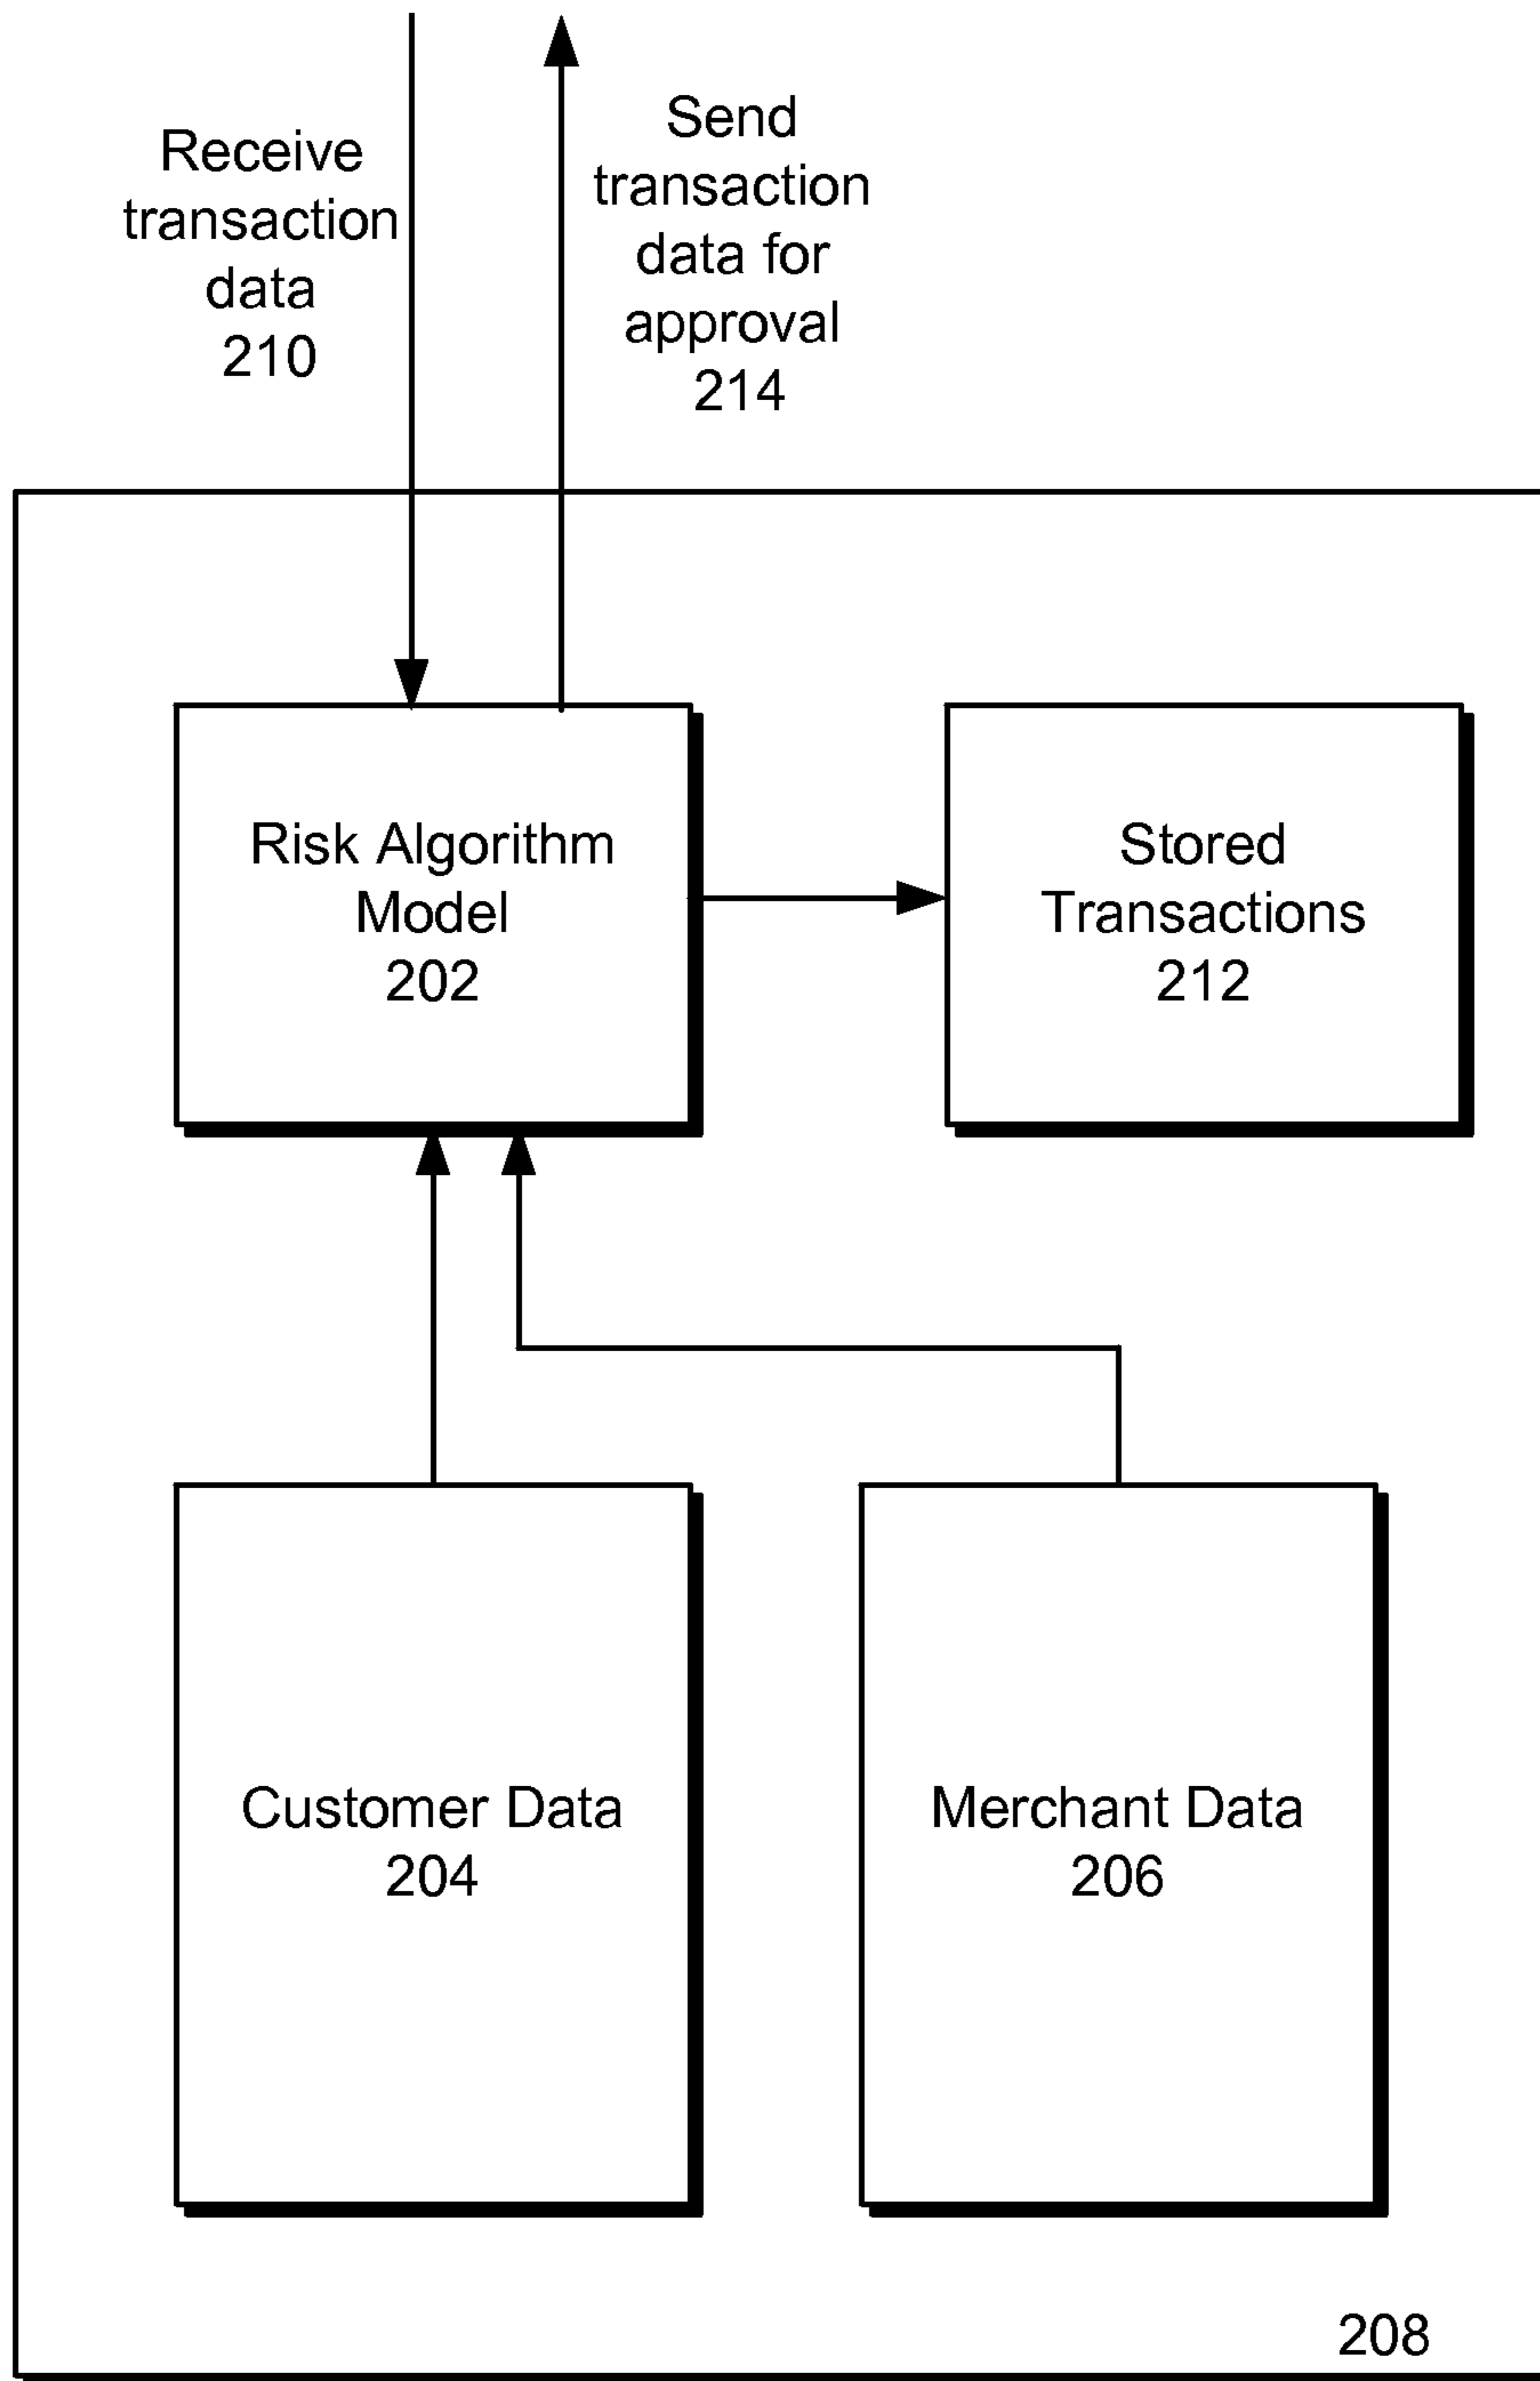 Receive
transaction
data
210
Send
transaction
data for
approval
214
Risk Algorithm
Model
202
Stored
Transactions
212
Customer Data
204
Merchant Data
206
208